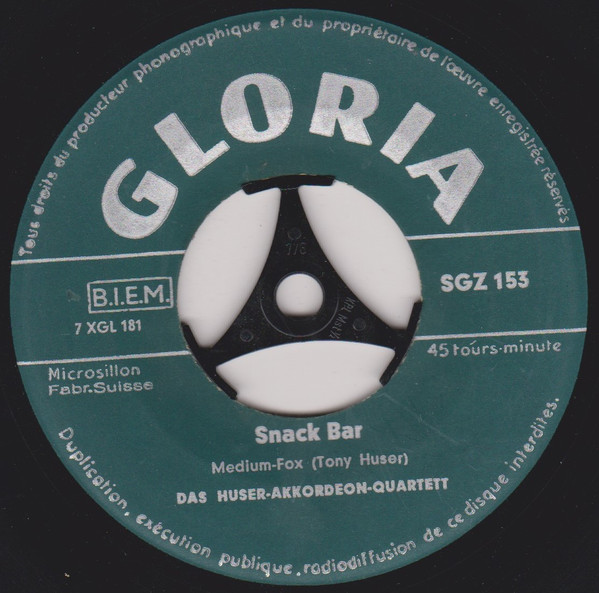 Tous droits du producteur phonographique et du propriétaire de l'œuvre enregistrée réservés
GLORIA
B.I.E.M.
SGZ 153
7 XGL 181
45 tours-minute
Microsillon
Fabr. Suisse
Snack Bar
Medium-Fox (Tony Huser)
DAS HUSER-AKKORDEON-QUARTETT
Duplication, exécution publique, radiodiffusion de ce disque interdites.